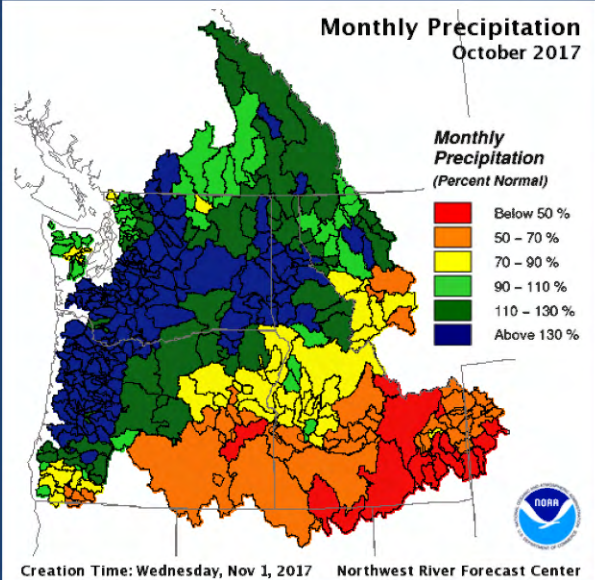 Monthly Precipitation
October 2017
Monthly
Precipitation
(Percent Normal)
Below 50 %
50 – 70 %
70 – 90 %
90 – 110 %
110 – 130 %
Above 130 %
NOAA
Creation Time: Wednesday, Nov 1, 2017 Northwest River Forecast Center